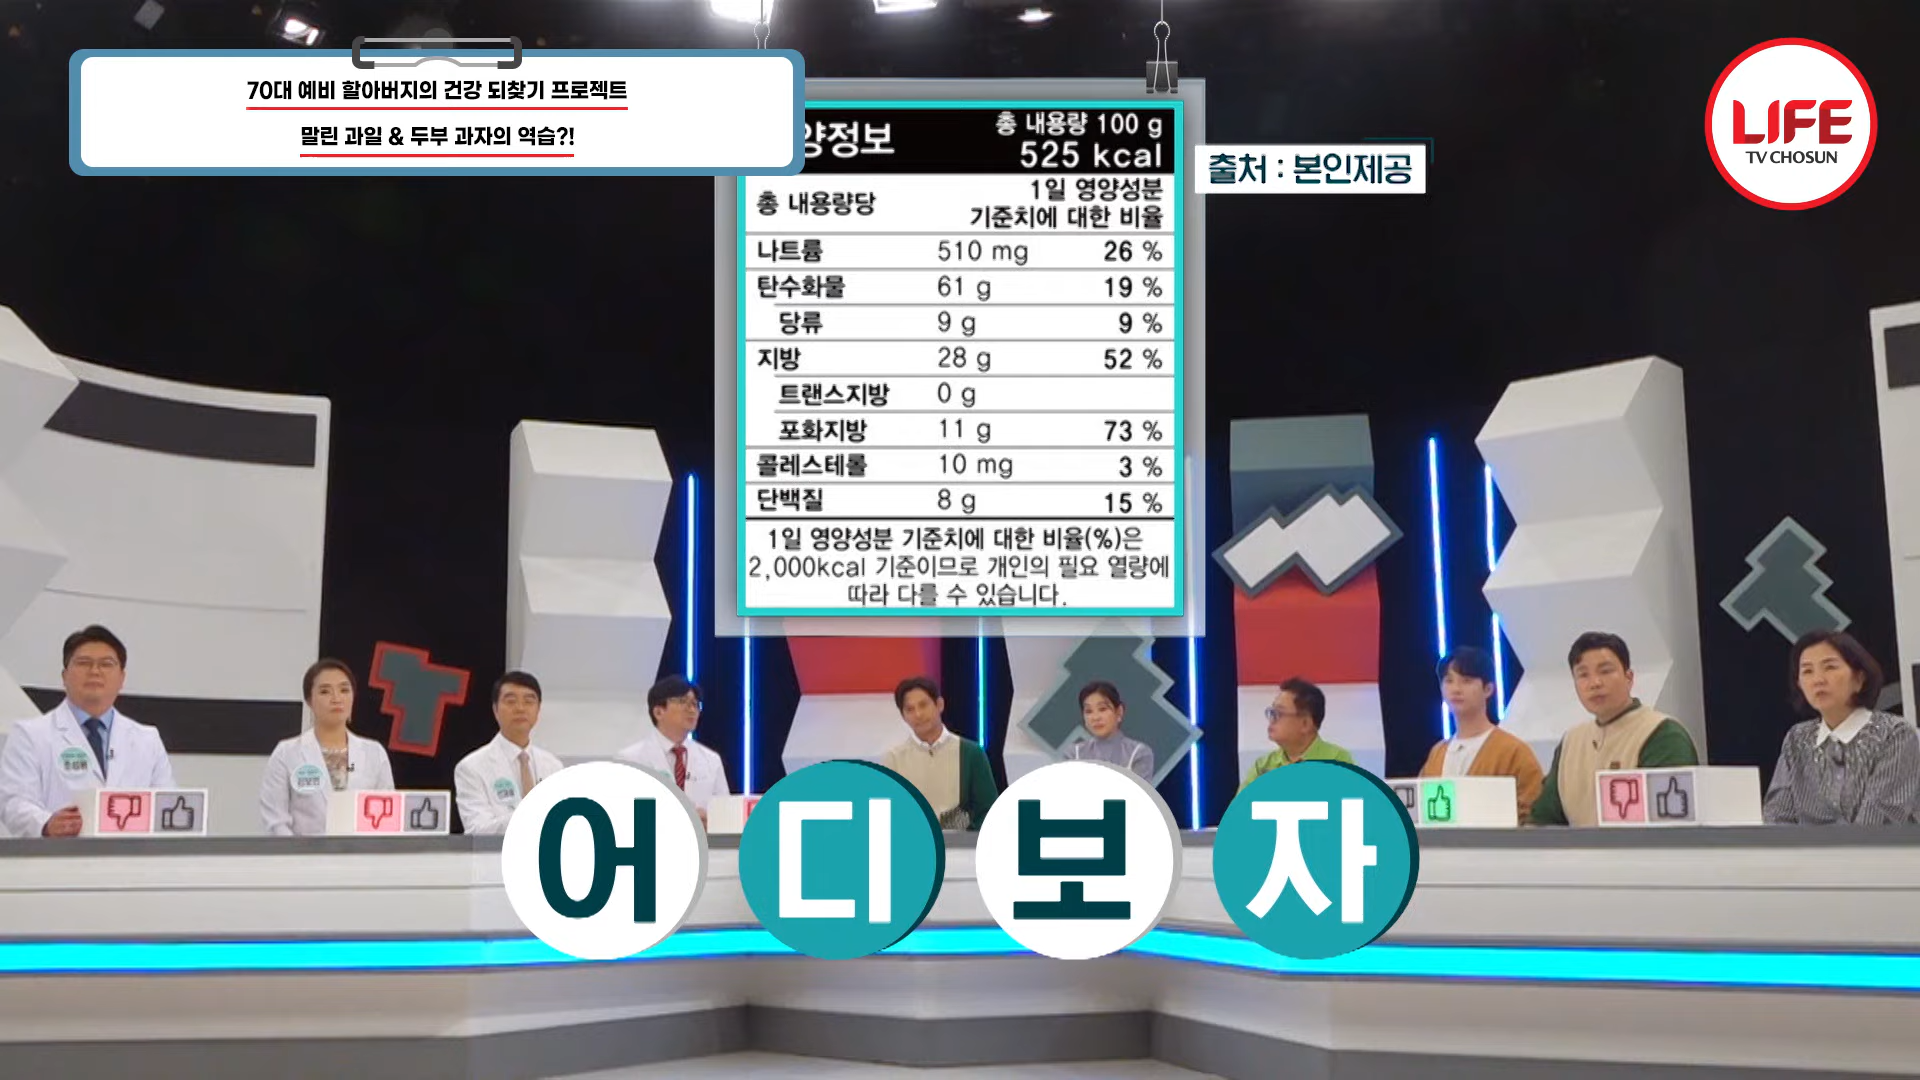 70대 예비 할아버지의 건강 되찾기 프로젝트
말린 과일 & 두부 과자의 역습?!
LIFE
TV CHOSUN
출처 : 본인제공
양정보
총 내용량 100 g
525 kcal
총 내용량당
1일 영양성분
기준치에 대한 비율
나트륨 510 mg 26 %
탄수화물 61 g 19 %
당류 9 g 9 %
지방 28 g 52 %
트랜스지방 0 g
포화지방 11 g 73 %
콜레스테롤 10 mg 3 %
단백질 8 g 15 %
1일 영양성분 기준치에 대한 비율(%)은
2,000kcal 기준이므로 개인의 필요 열량에
따라 다를 수 있습니다.
어디보자